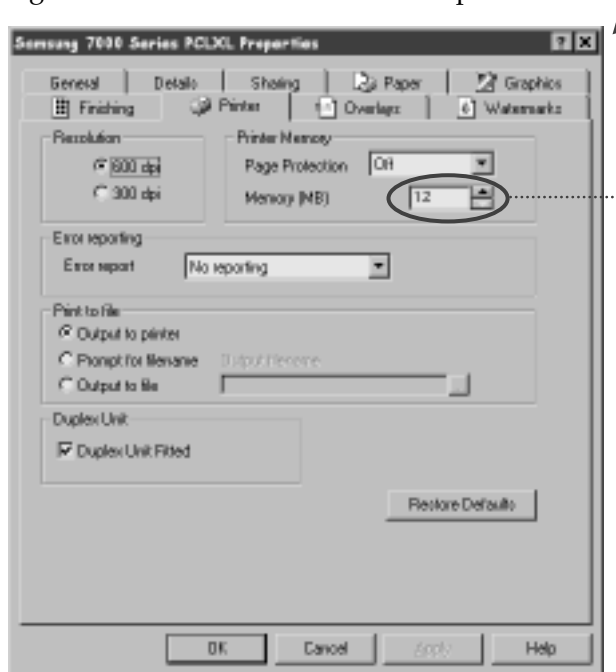 Samsung 7000 Series PCLXL Properties
General Details Sharing Paper Graphics
Finishing Printer Overlays Watermarks
Resolution
600 dpi
300 dpi
Printer Memory
Page Protection Off
Memory (MB) 12
Error reporting
Error report No reporting
Print to file
Output to printer
Prompt for filename Output filename
Output to file
Duplex Unit
Duplex Unit Fitted
Restore Defaults
OK Cancel Apply Help